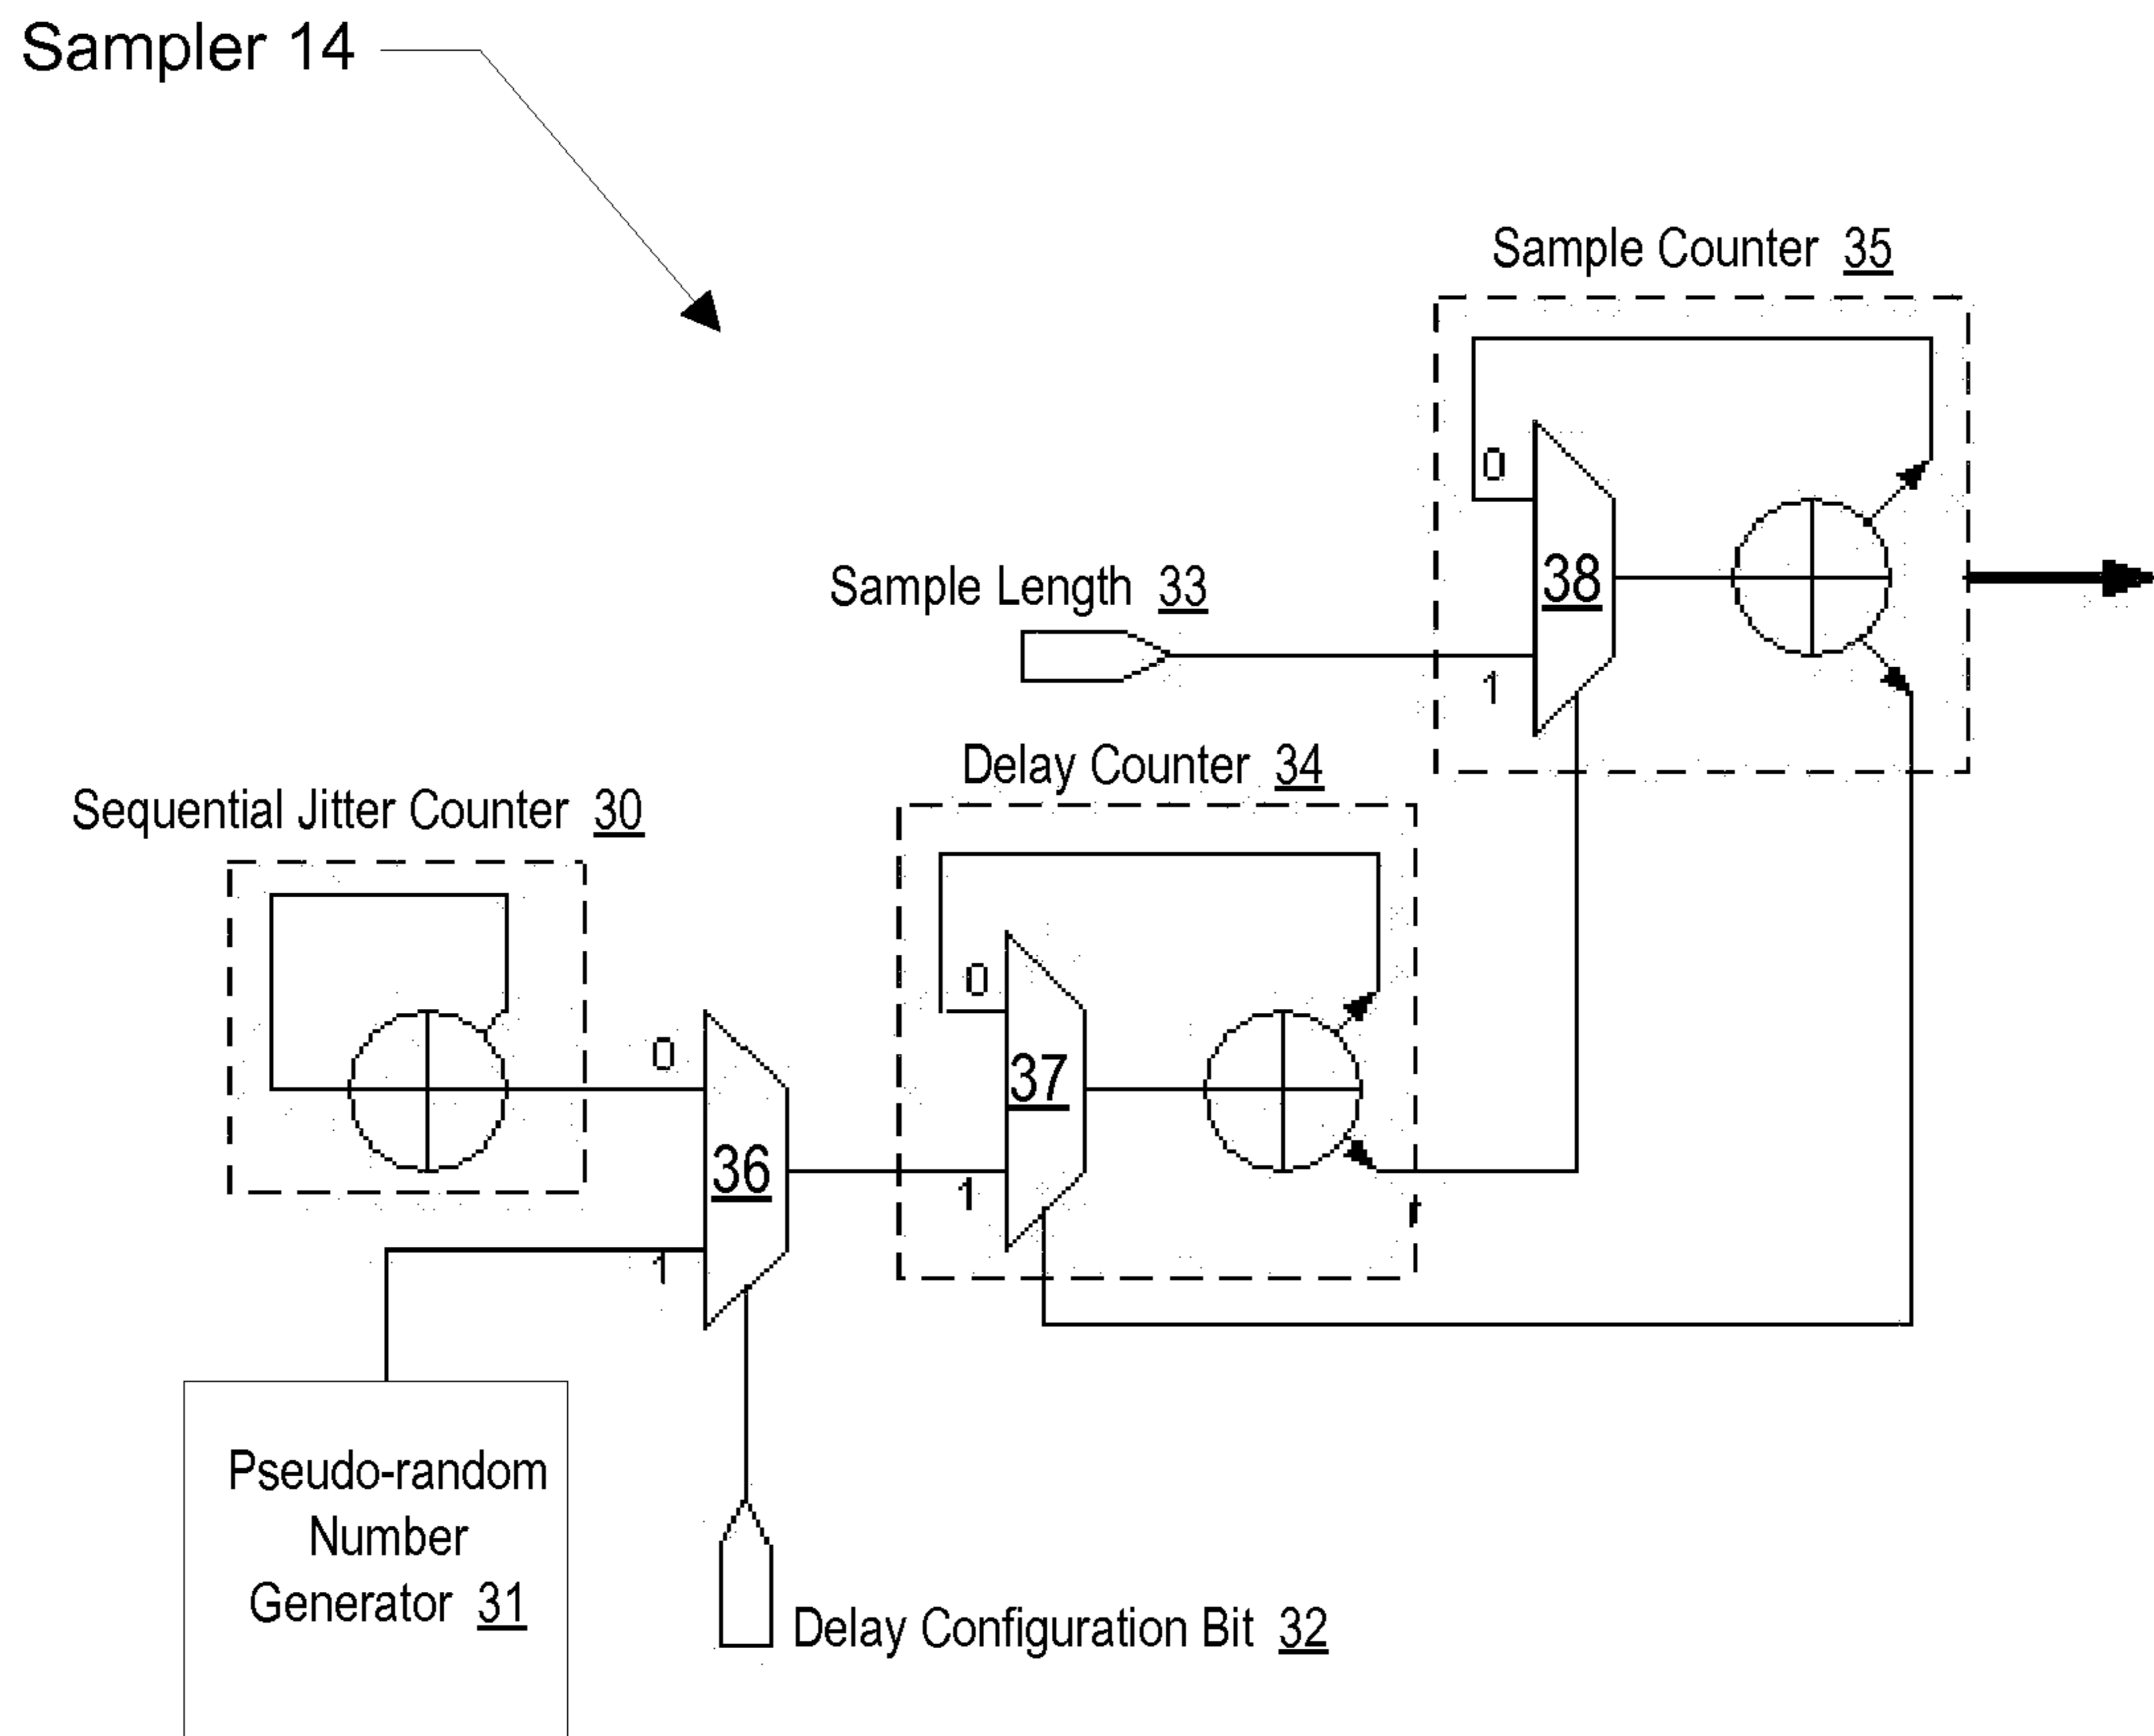 Sampler 14
Sample Counter 35
0
38
Sample Length 33
1
Delay Counter 34
Sequential Jitter Counter 30
0
37
0
36
1
1
Pseudo-random
Number
Generator 31
Delay Configuration Bit 32